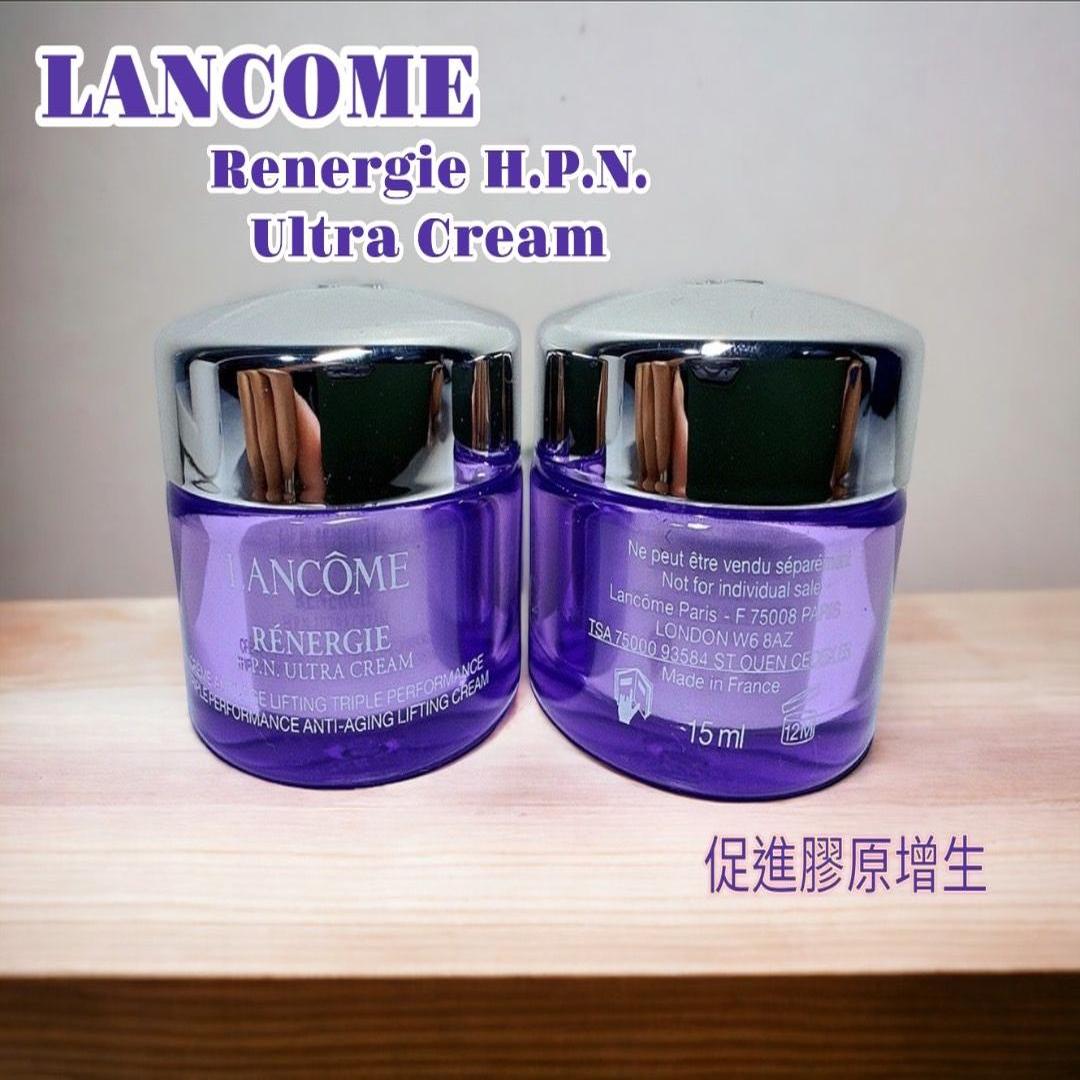 LANCOME
Renergie H.P.N.
Ultra Cream
LANCÔME
RÉNERGIE
P.N. ULTRA CREAM
LIFTING TRIPLE PERFORMANCE
PERFORMANCE ANTI-AGING LIFTING CREAM
Ne peut être vendu séparément
Not for individual sale
Lancôme Paris - F 75008 PARIS
LONDON W6 8AZ
TSA 75000 93584 ST OUEN
Made in France
15 ml
12M
促進膠原增生